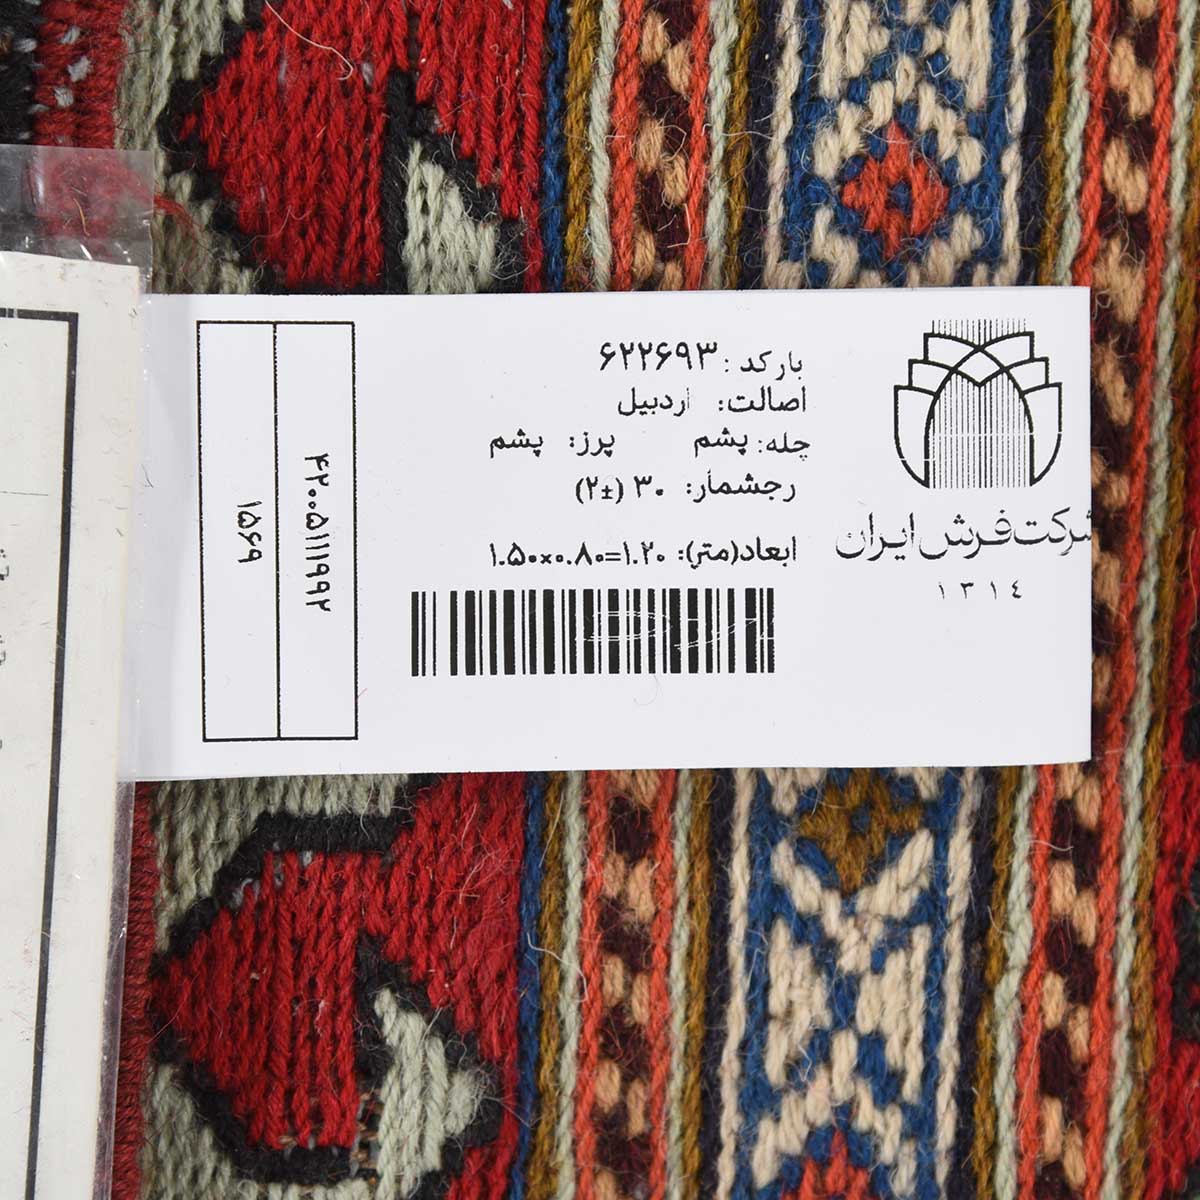 بارکد: ۶۲۲۶۹۳
اصالت: اردبیل
چله: پشم پرز: پشم
رجشمار: ۳۰ (±۲)
ابعاد(متر): ۱.۵۰×۰.۸۰=۱.۲۰
شرکت فرش ایران
۱۳۱٤
۴۲۰۰۵۱۱۱۹۹۲
۱۵۶۹